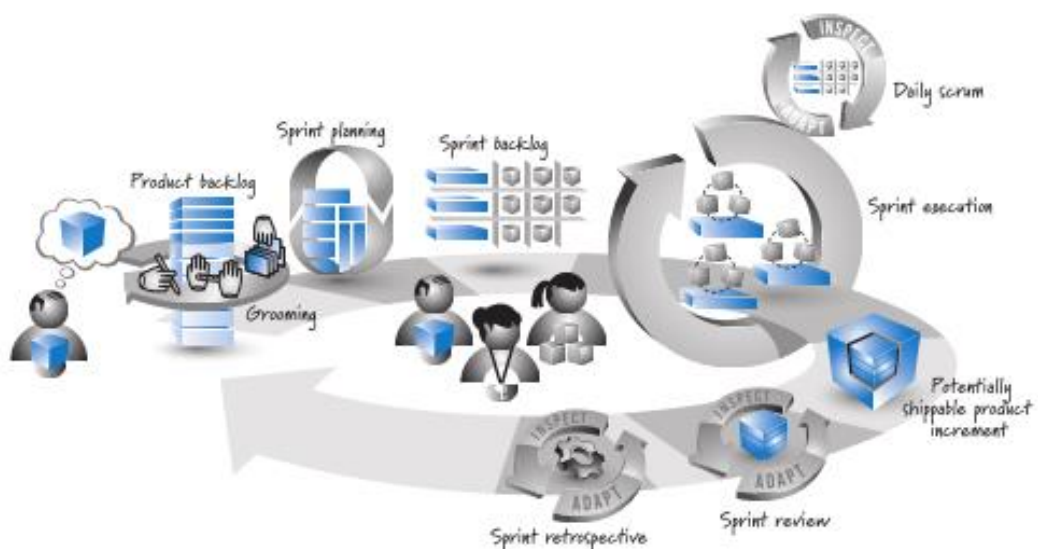 INSPECT
ADAPT
Daily scrum
Sprint planning
Sprint backlog
Product backlog
Sprint execution
Grooming
Potentially
shippable product
increment
INSPECT
ADAPT
Sprint review
INSPECT
ADAPT
Sprint retrospective